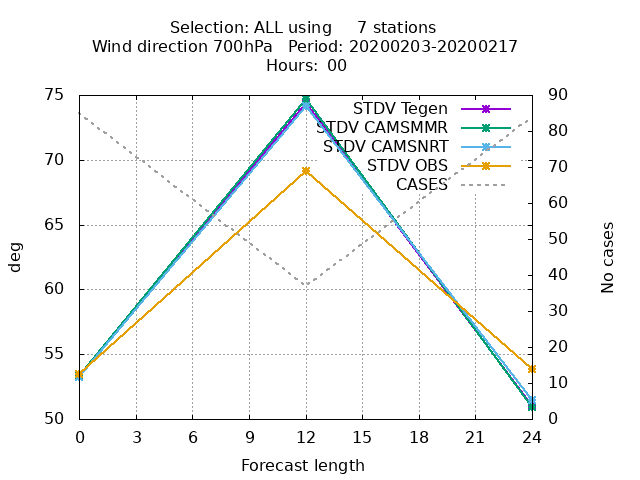 Selection: ALL using     7 stations
Wind direction 700hPa   Period: 20200203-20200217
Hours: 00
75
70
65
60
55
50
deg
90
80
70
60
50
40
30
20
10
0
No cases
STDV Tegen
STDV CAMSMMR
STDV CAMSNRT
STDV OBS
CASES
0 3 6 9 12 15 18 21 24
Forecast length